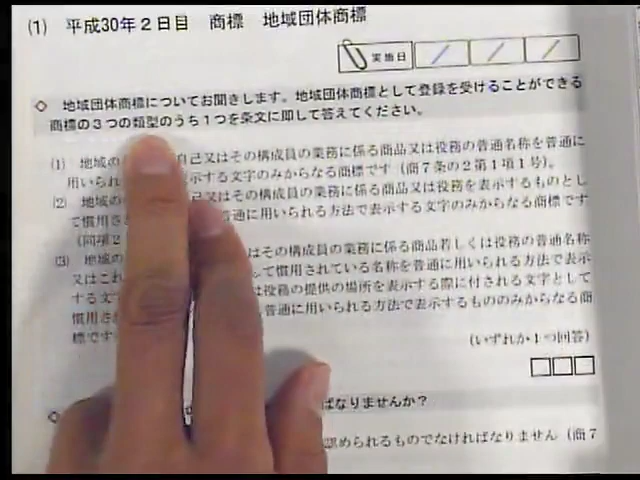 (1) 平成30年2日目 商標 地域団体商標
実施日
◇ 地域団体商標についてお聞きします。地域団体商標として登録を受けることができる
商標の3つの類型のうち1つを条文に即して答えてください。
(1) 地域の 自己又はその構成員の業務に係る商品又は役務の普通名称を普通に
用いられ 示する文字のみからなる商標です(商7条の2第1項1号)。
(2) 地域の 自己又はその構成員の業務に係る商品又は役務を表示するものとし
て慣用さ 普通に用いられる方法で表示する文字のみからなる商標です
(同項2
(3) 地域の はその構成員の業務に係る商品若しくは役務の普通名称
又はこれ して慣用されている名称を普通に用いられる方法で表示
する文 は役務の提供の場所を表示する際に付される文字として
慣用さ 普通に用いられる方法で表示するもののみからなる商
標です
(いずれか1つ回答)
◇ ばなりませんか?
認められるものでなければなりません(商7